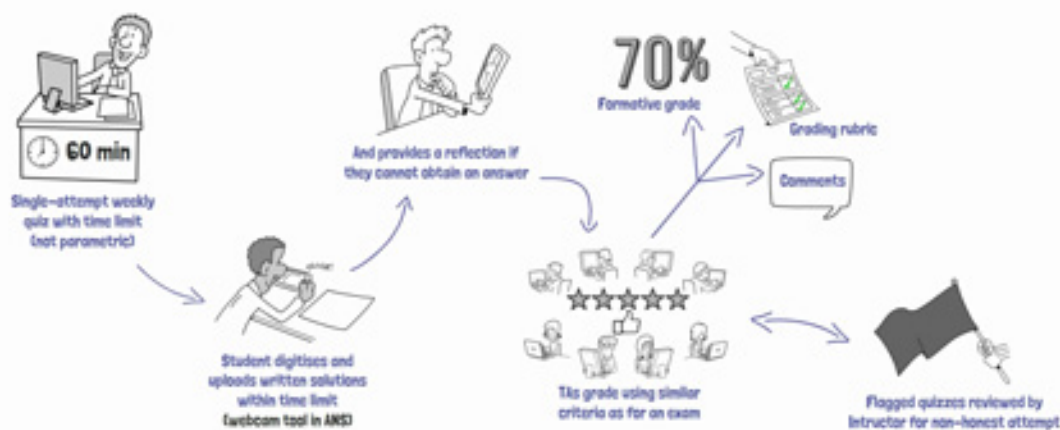 60 min
Single-attempt weekly
quiz with time limit
(not parametric)
Student digitises and
uploads written solutions
within time limit
(webcam tool in ANS)
And provides a reflection if
they cannot obtain an answer
70%
Formative grade
Grading rubric
Comments
TAs grade using similar
criteria as for an exam
Flagged quizzes reviewed by
Intructor for non-honest attempt